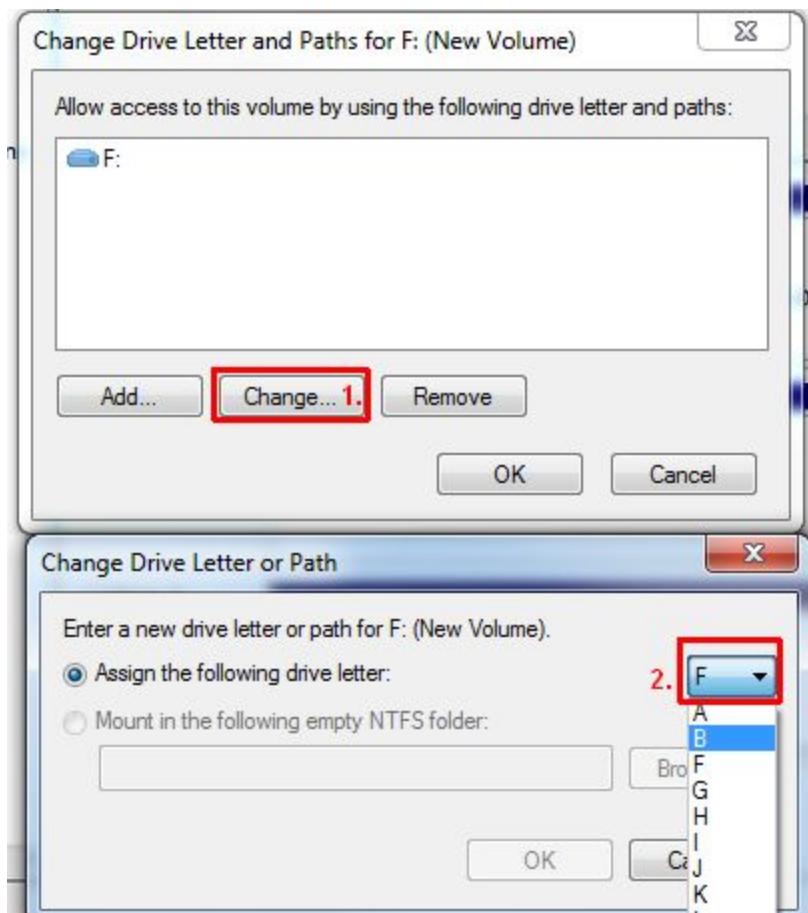 Change Drive Letter and Paths for F: (New Volume)
Allow access to this volume by using the following drive letter and paths:
F:
Add...
Change... 1.
Remove
OK
Cancel
Change Drive Letter or Path
Enter a new drive letter or path for F: (New Volume).
Assign the following drive letter:
2.
F
A
B
F
G
H
I
J
K
Mount in the following empty NTFS folder:
Bro
OK
Ca